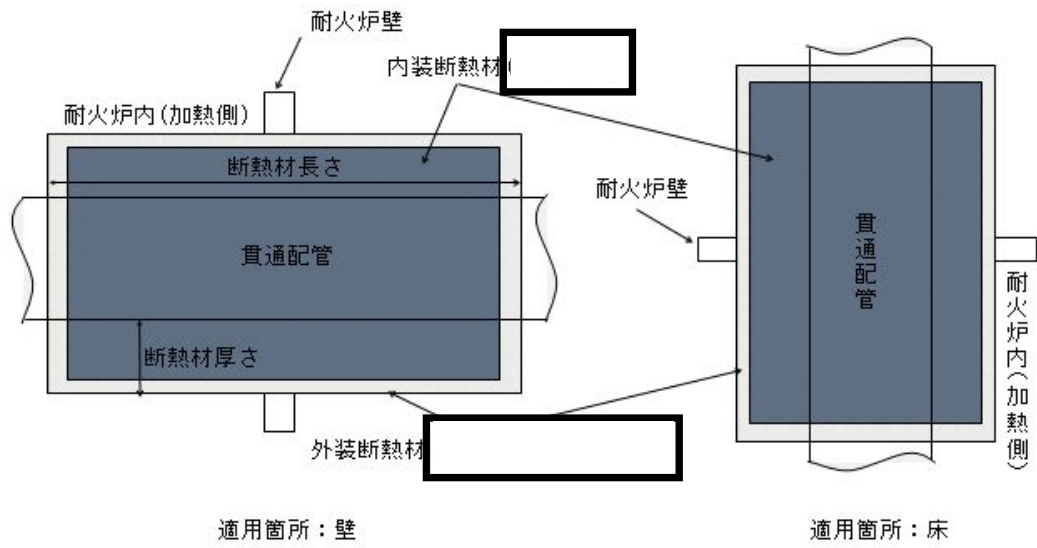 耐火炉壁
内装断熱材(
耐火炉内(加熱側)
断熱材長さ
貫通配管
断熱材厚さ
外装断熱材
適用箇所：壁
耐火炉壁
貫通配管
耐火炉内(加熱側)
適用箇所：床